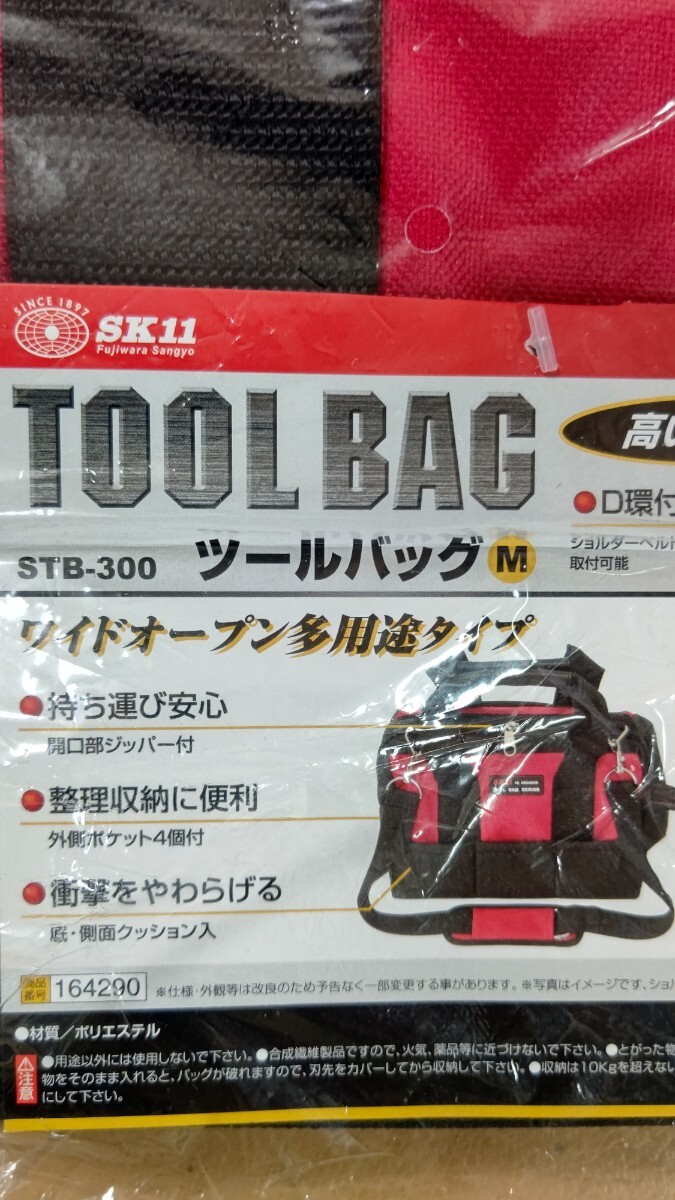 SINCE 1897
SK11
Fujiwara Sangyo
TOOL BAG
高い
STB-300 ツールバッグ M
●D環付
ショルダーベルト
取付可能
ワイドオープン多用途タイプ
●持ち運び安心
開口部ジッパー付
●整理収納に便利
外側ポケット4個付
●衝撃をやわらげる
底・側面クッション入
商品番号 164290 ※仕様・外観等は改良のため予告なく一部変更する事があります。※写真はイメージです、ショル
●材質／ポリエステル
注意 ●用途以外には使用しないで下さい。●合成繊維製品ですので、火気、薬品等に近づけないで下さい。●とがった物
物をそのまま入れると、バッグが破れますので、刃先をカバーしてから収納して下さい。●収納は10Kgを超えない
にして下さい。